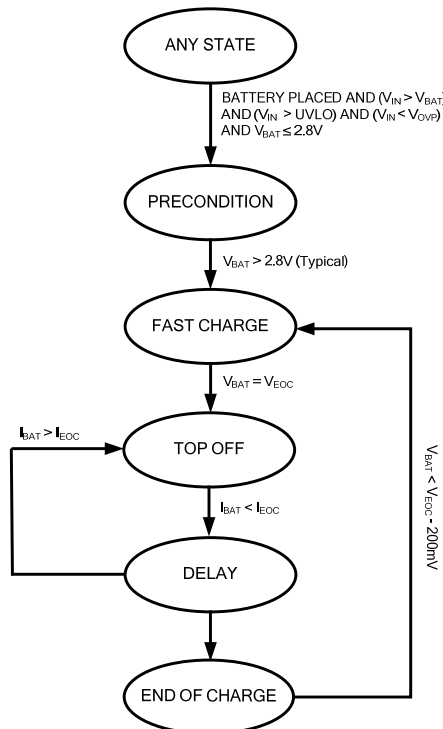 ANY STATE
BATTERY PLACED AND (VIN > VBAT)
AND (VIN > UVLO) AND (VIN < VOVP)
AND VBAT ≤ 2.8V
PRECONDITION
VBAT > 2.8V (Typical)
FAST CHARGE
VBAT = VEOC
IBAT > IEOC
TOP OFF
IBAT < IEOC
VBAT < VEOC - 200mV
DELAY
END OF CHARGE